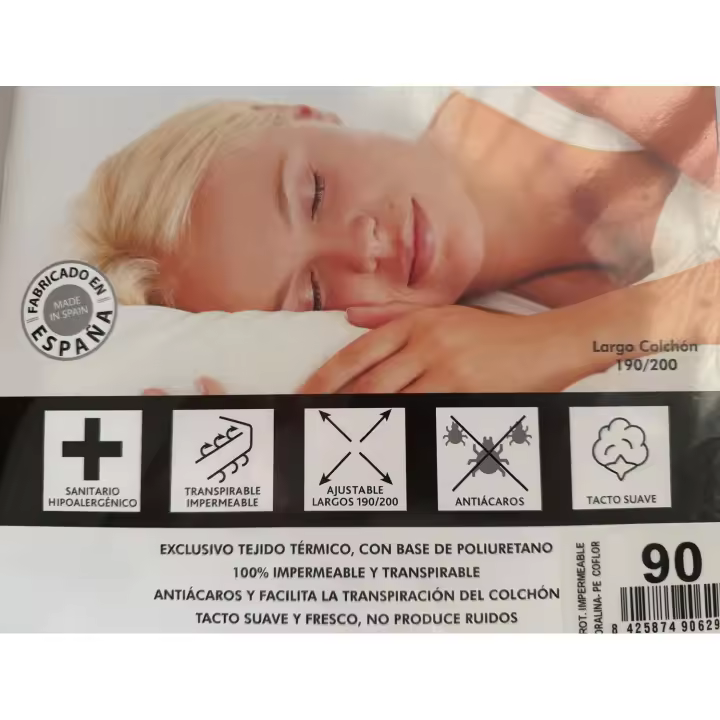 FABRICADO EN
MADE
IN SPAIN
ESPAÑA
Largo Colchón
190/200
SANITARIO
HIPOALERGÉNICO
TRANSPIRABLE
IMPERMEABLE
AJUSTABLE
LARGOS 190/200
ANTIÁCAROS
TACTO SUAVE
EXCLUSIVO TEJIDO TÉRMICO, CON BASE DE POLIURETANO
100% IMPERMEABLE Y TRANSPIRABLE
ANTIÁCAROS Y FACILITA LA TRANSPIRACIÓN DEL COLCHÓN
TACTO SUAVE Y FRESCO, NO PRODUCE RUIDOS
ROT. IMPERMEABLE
ORALINA- PE COFLOR
90
8 425874 90629